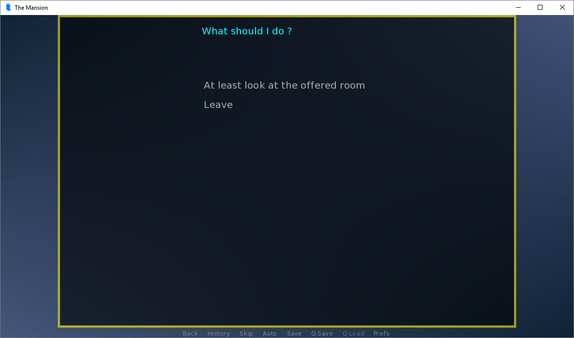 The Mansion
What should I do ?
At least look at the offered room
Leave
Back History Skip Auto Save Q.Save Q.Load Prefs